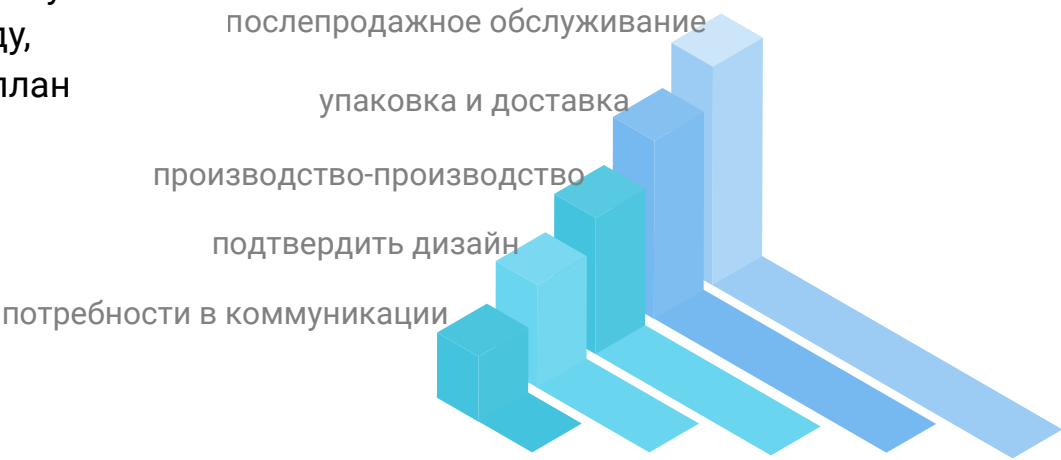 ду,
план
послепродажное обслуживание
упаковка и доставка
производство-производство
подтвердить дизайн
потребности в коммуникации